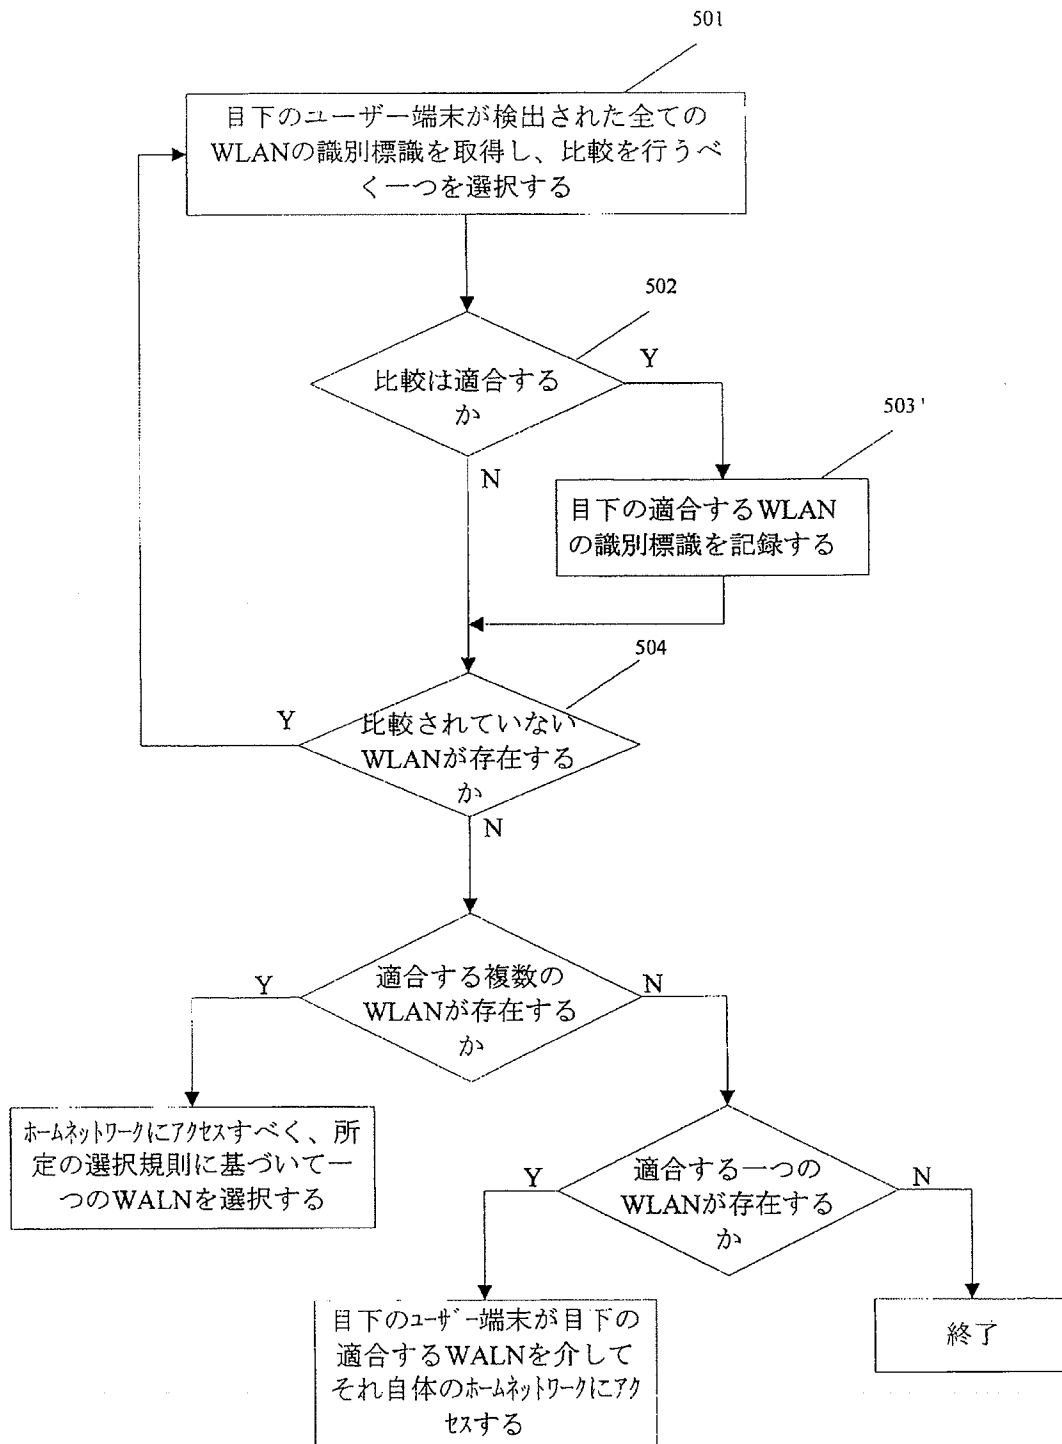 501
目下のユーザー端末が検出された全ての
WLANの識別標識を取得し、比較を行うべ
く一つを選択する
502
比較は適合する
か
Y
N
503'
目下の適合するWLAN
の識別標識を記録する
504
比較されていない
WLANが存在する
か
Y
N
適合する複数の
WLANが存在する
か
Y
N
ホームネットワークにアクセスすべく、所
定の選択規則に基づいて一
つのWALNを選択する
適合する一つの
WLANが存在する
か
Y
N
目下のユーザー端末が目下の
適合するWALNを介して
それ自体のホームネットワークにアク
セスする
終了